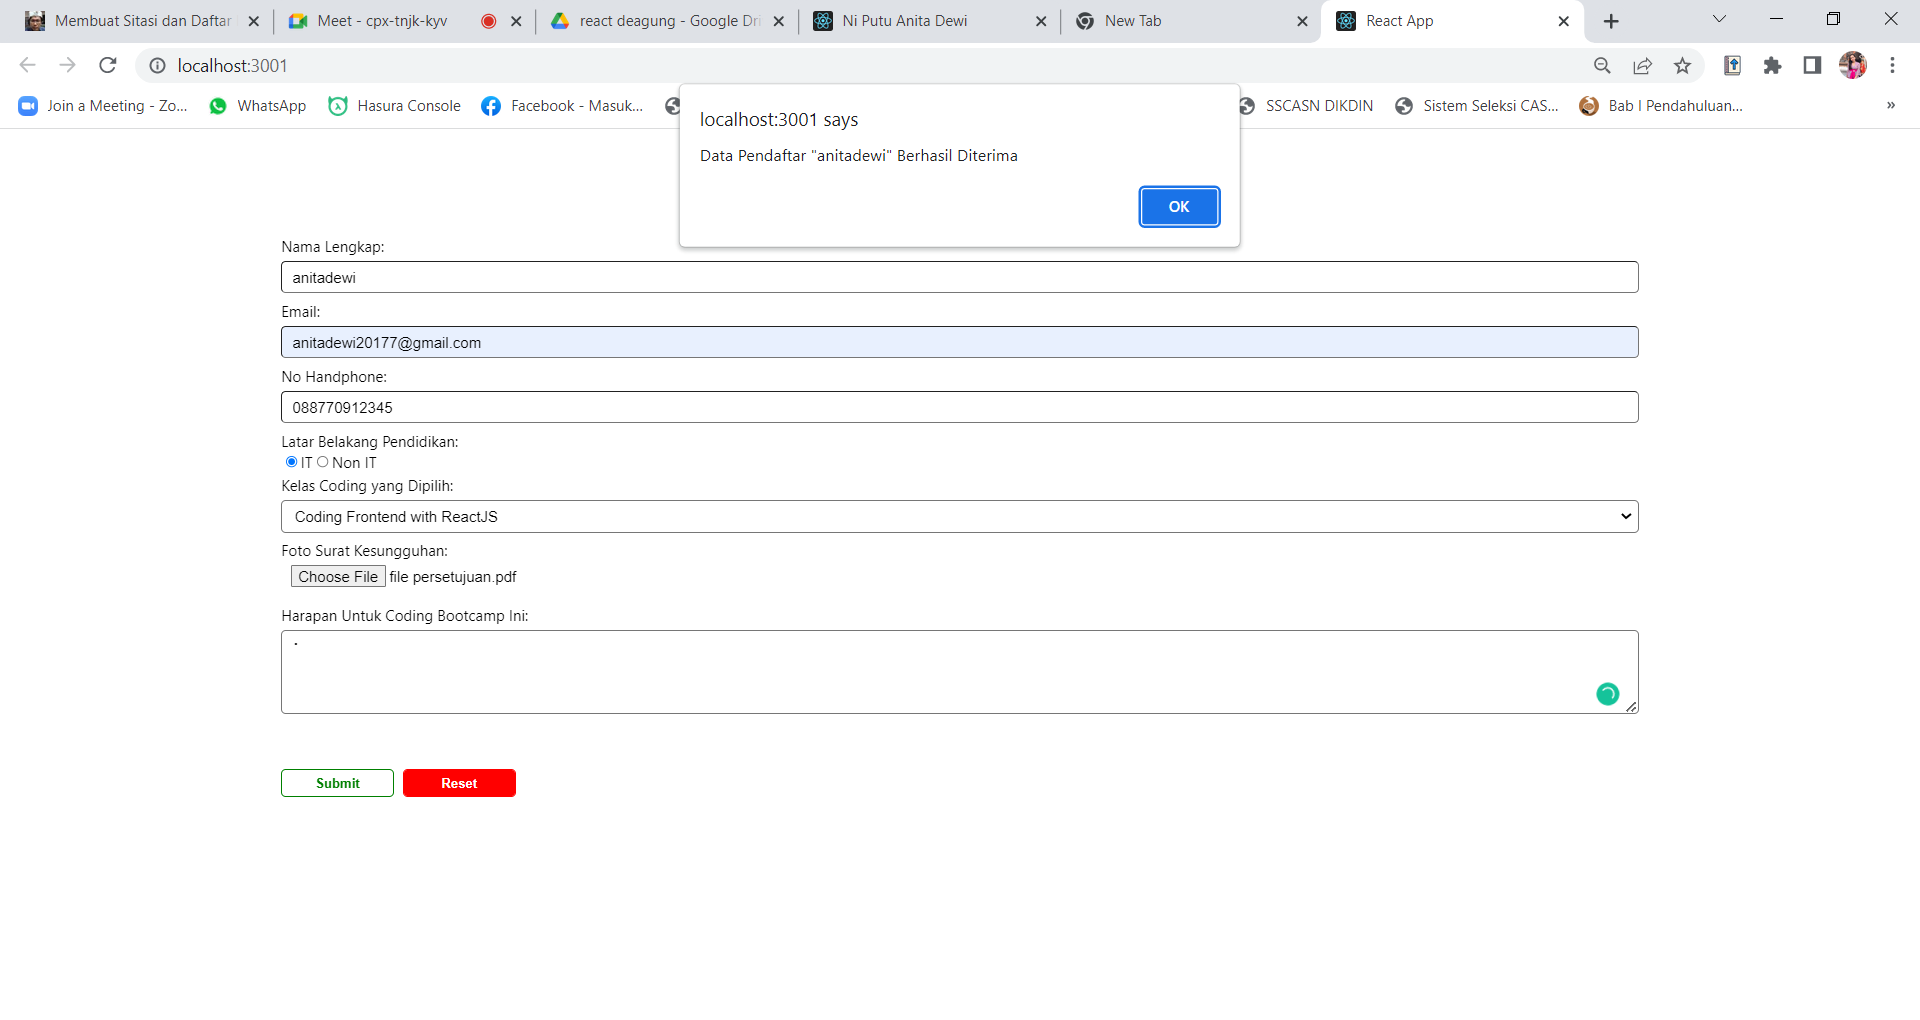 Membuat Sitasi dan Daftar
Meet - cpx-tnjk-kyv
react deagung - Google Dri
Ni Putu Anita Dewi
New Tab
React App
localhost:3001
Join a Meeting - Zo...
WhatsApp
Hasura Console
Facebook - Masuk...
SSCASN DIKDIN
Sistem Seleksi CAS...
Bab I Pendahuluan...
»
localhost:3001 says
Data Pendaftar "anitadewi" Berhasil Diterima
OK
Nama Lengkap:
anitadewi
Email:
anitadewi20177@gmail.com
No Handphone:
088770912345
Latar Belakang Pendidikan:
IT Non IT
Kelas Coding yang Dipilih:
Coding Frontend with ReactJS
Foto Surat Kesungguhan:
Choose File file persetujuan.pdf
Harapan Untuk Coding Bootcamp Ini:
.
Submit Reset